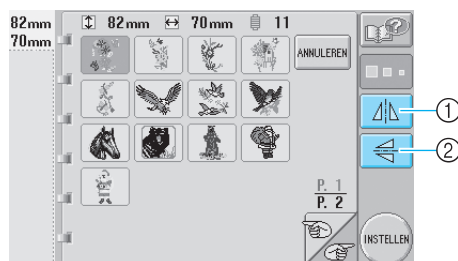 82mm
70mm
82mm 70mm 11
ANNULEREN
1
2
P. 1
P. 2
INSTELLEN